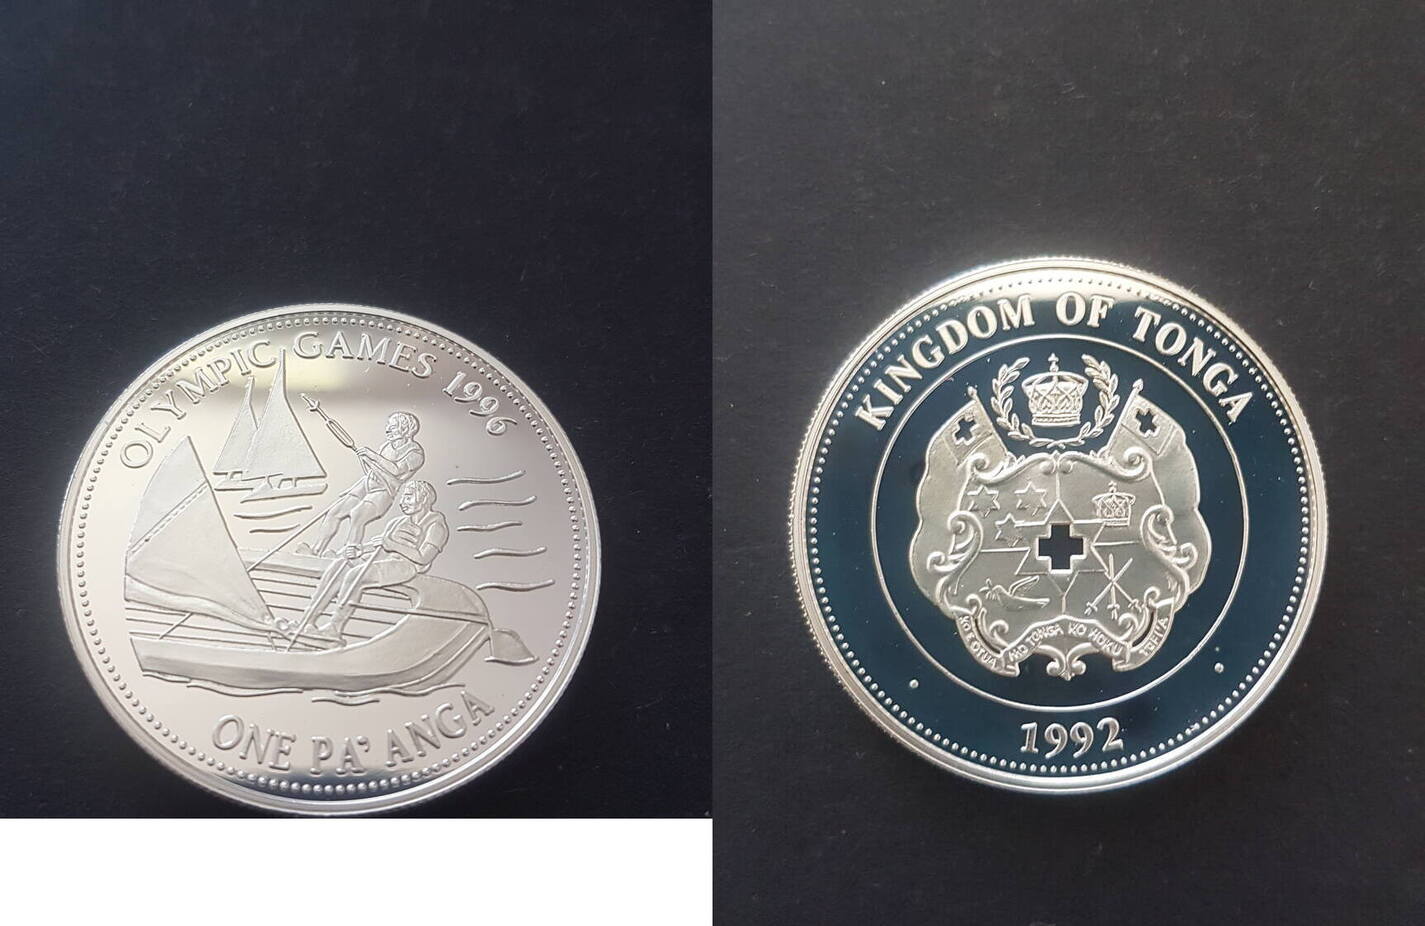 OLYMPIC GAMES 1996
ONE PA'ANGA
KINGDOM OF TONGA
KO E OTUA MO TONGA KO HOKU TOFI'A
1992